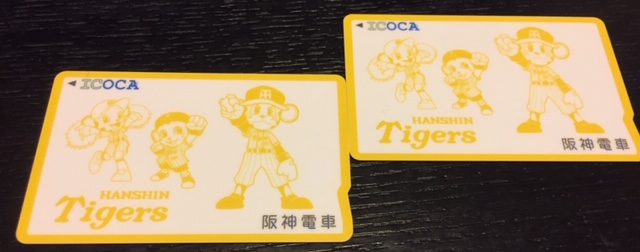 ICOCA
HANSHIN
Tigers
阪神電車
ICOCA
HANSHIN
Tigers
阪神電車